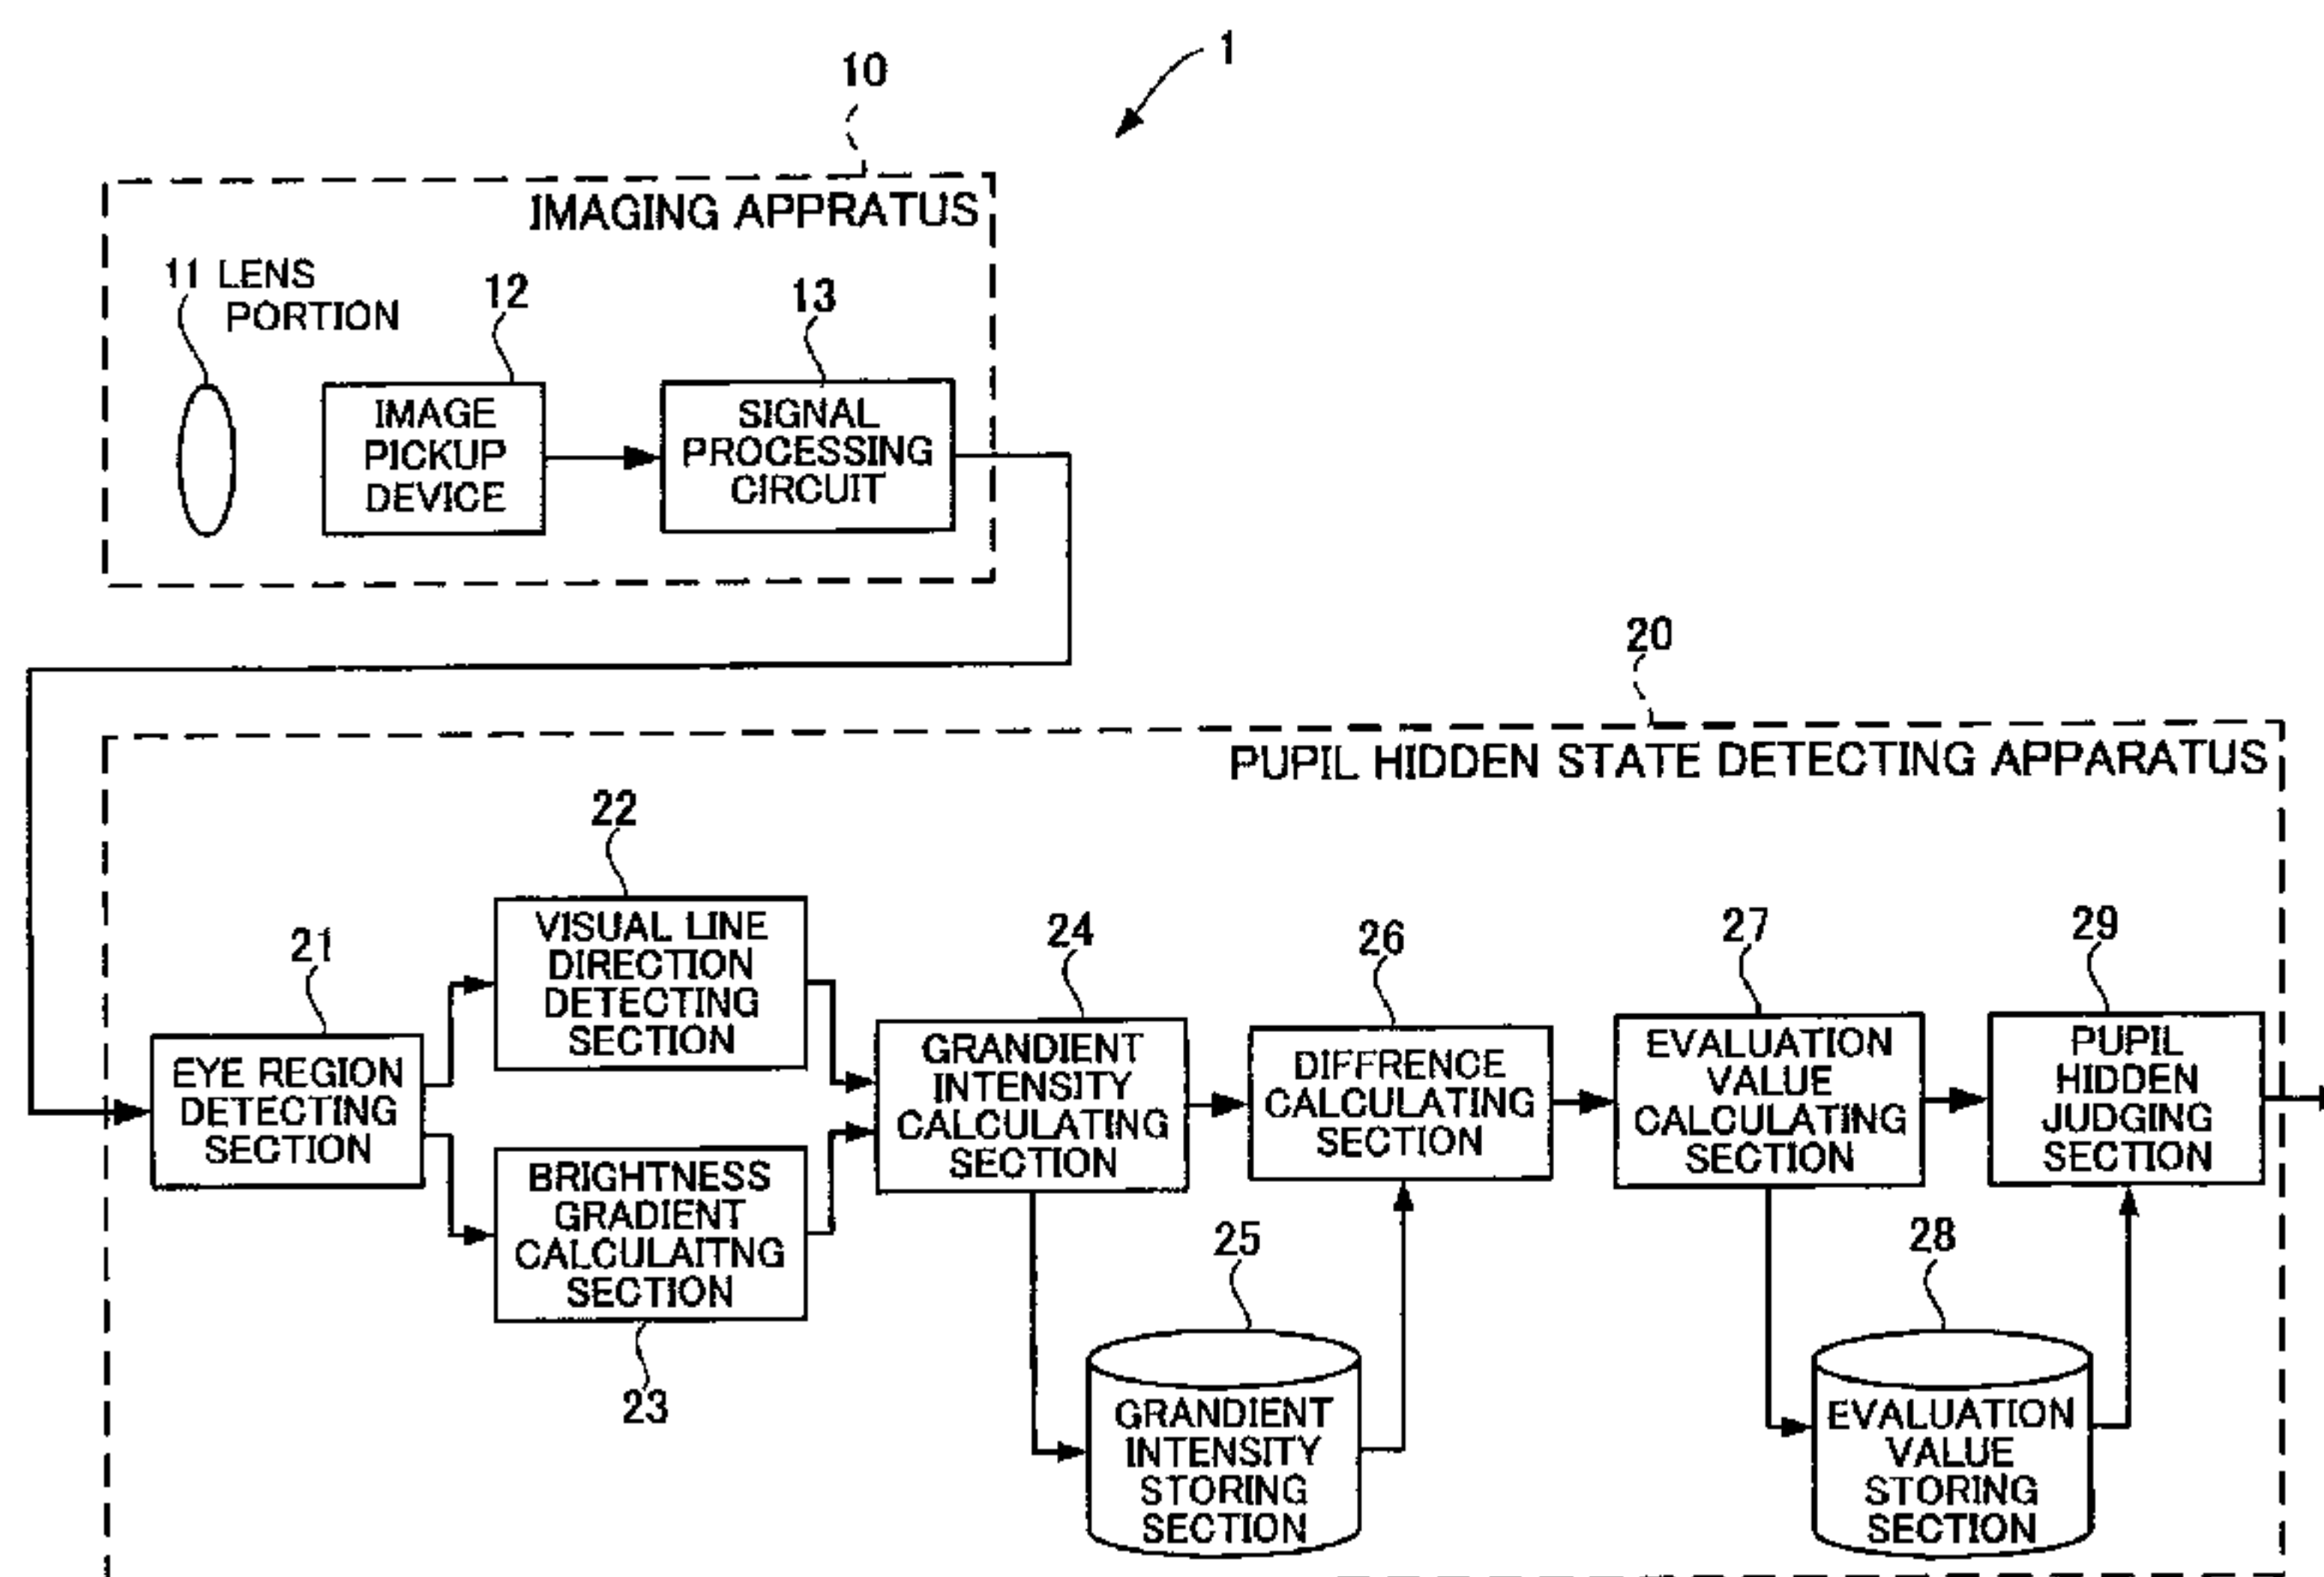 1
10
IMAGING APPRATUS
11 LENS
PORTION
12
13
IMAGE
PICKUP
DEVICE
SIGNAL
PROCESSING
CIRCUIT
20
PUPIL HIDDEN STATE DETECTING APPARATUS
21
EYE REGION
DETECTING
SECTION
22
VISUAL LINE
DIRECTION
DETECTING
SECTION
BRIGHTNESS
GRADIENT
CALCULAITNG
SECTION
23
24
GRANDIENT
INTENSITY
CALCULATING
SECTION
25
GRANDIENT
INTENSITY
STORING
SECTION
26
DIFFRENCE
CALCULATING
SECTION
27
EVALUATION
VALUE
CALCULATING
SECTION
28
EVALUATION
VALUE
STORING
SECTION
29
PUPIL
HIDDEN
JUDGING
SECTION